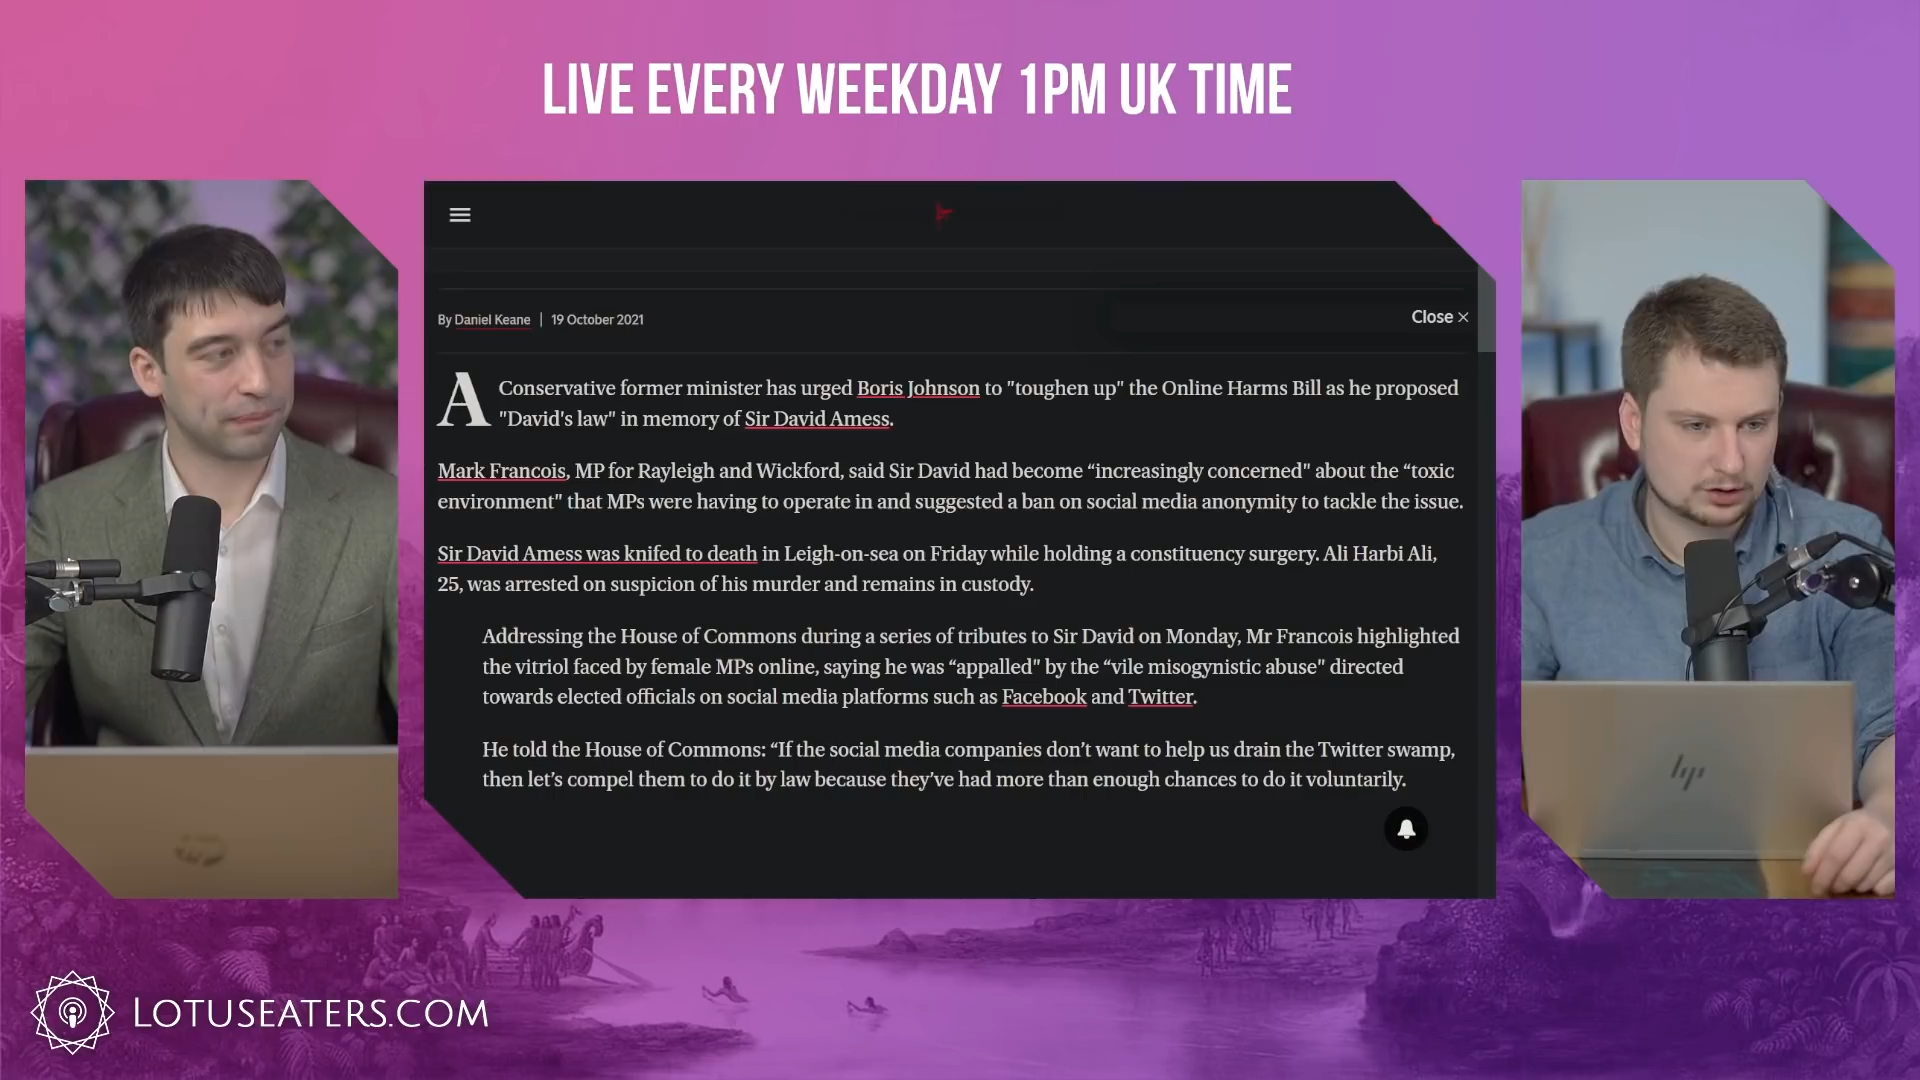 LIVE EVERY WEEKDAY 1PM UK TIME
Close ×
By Daniel Keane | 19 October 2021
A Conservative former minister has urged Boris Johnson to "toughen up" the Online Harms Bill as he proposed
"David's law" in memory of Sir David Amess.
Mark Francois, MP for Rayleigh and Wickford, said Sir David had become “increasingly concerned" about the “toxic
environment" that MPs were having to operate in and suggested a ban on social media anonymity to tackle the issue.
Sir David Amess was knifed to death in Leigh-on-sea on Friday while holding a constituency surgery. Ali Harbi Ali,
25, was arrested on suspicion of his murder and remains in custody.
Addressing the House of Commons during a series of tributes to Sir David on Monday, Mr Francois highlighted
the vitriol faced by female MPs online, saying he was “appalled” by the “vile misogynistic abuse” directed
towards elected officials on social media platforms such as Facebook and Twitter.
He told the House of Commons: “If the social media companies don’t want to help us drain the Twitter swamp,
then let’s compel them to do it by law because they’ve had more than enough chances to do it voluntarily.
hp
hp
LOTUSEATERS.COM